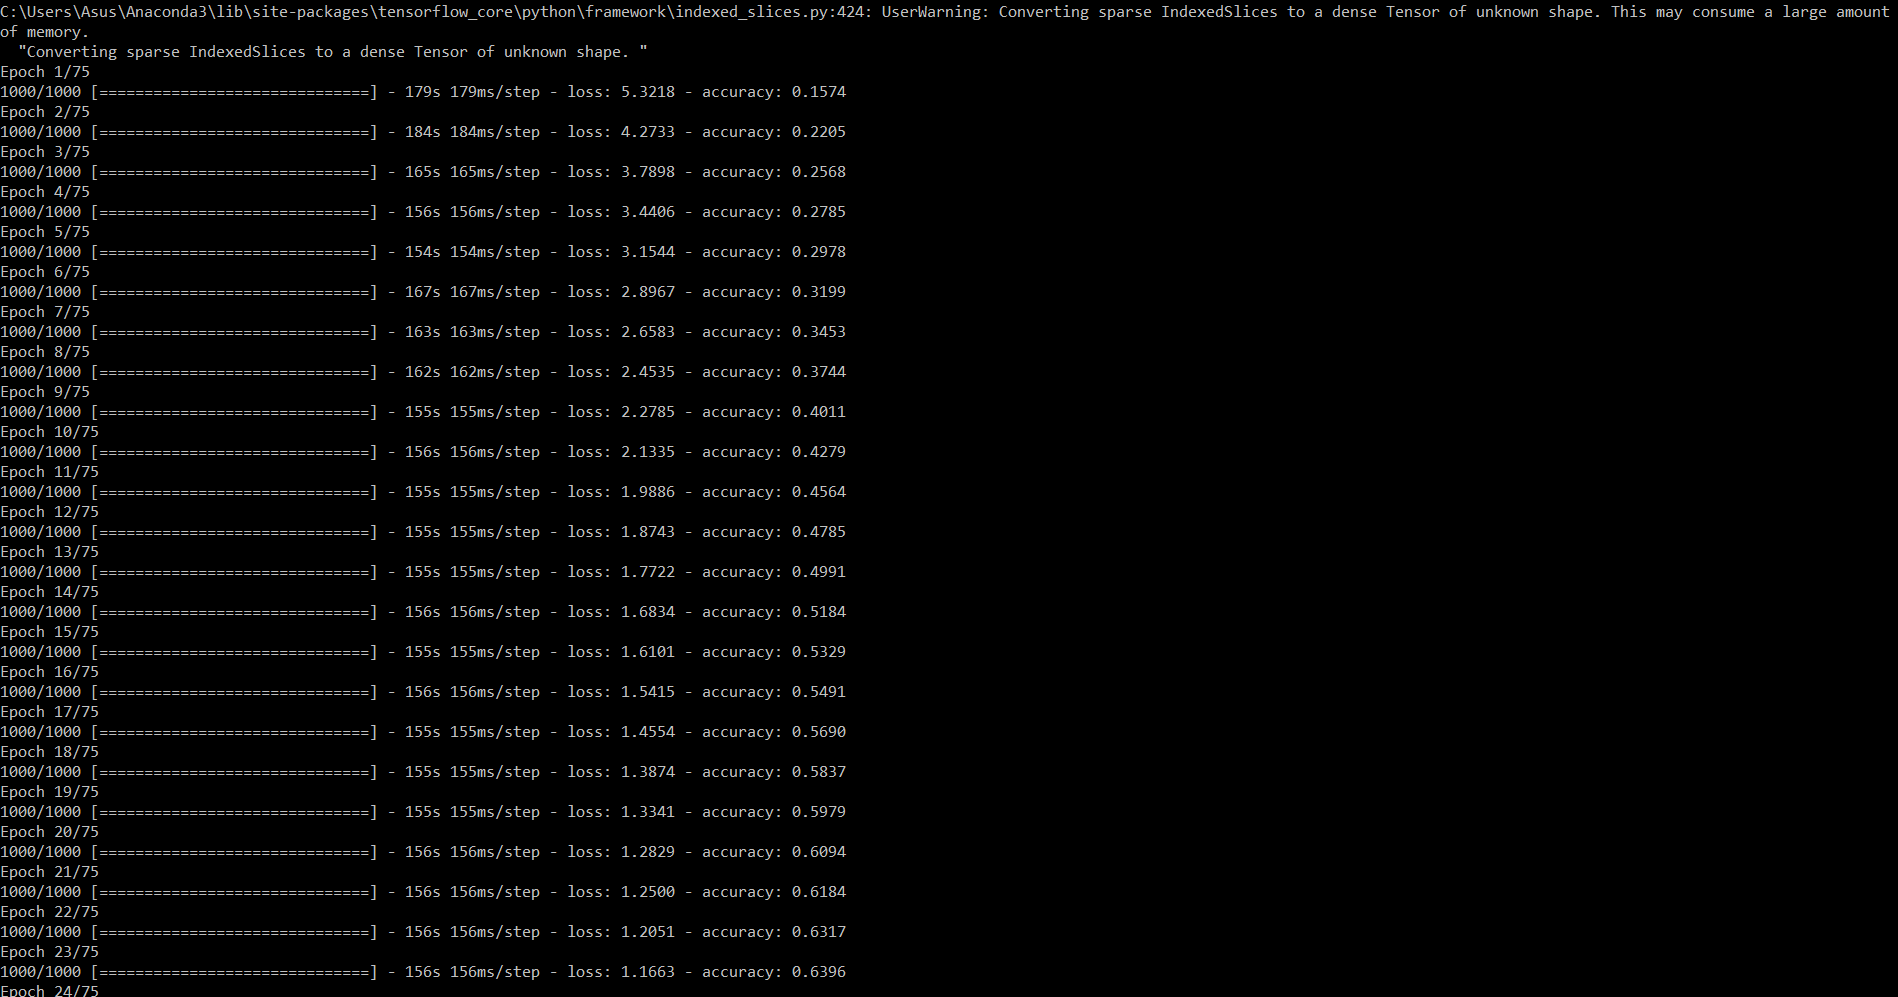 C:\Users\Asus\Anaconda3\lib\site-packages\tensorflow_core\python\framework\indexed_slices.py:424: UserWarning: Converting sparse IndexedSlices to a dense Tensor of unknown shape. This may consume a large amount
of memory.
  "Converting sparse IndexedSlices to a dense Tensor of unknown shape. "
Epoch 1/75
1000/1000 [==============================] - 179s 179ms/step - loss: 5.3218 - accuracy: 0.1574
Epoch 2/75
1000/1000 [==============================] - 184s 184ms/step - loss: 4.2733 - accuracy: 0.2205
Epoch 3/75
1000/1000 [==============================] - 165s 165ms/step - loss: 3.7898 - accuracy: 0.2568
Epoch 4/75
1000/1000 [==============================] - 156s 156ms/step - loss: 3.4406 - accuracy: 0.2785
Epoch 5/75
1000/1000 [==============================] - 154s 154ms/step - loss: 3.1544 - accuracy: 0.2978
Epoch 6/75
1000/1000 [==============================] - 167s 167ms/step - loss: 2.8967 - accuracy: 0.3199
Epoch 7/75
1000/1000 [==============================] - 163s 163ms/step - loss: 2.6583 - accuracy: 0.3453
Epoch 8/75
1000/1000 [==============================] - 162s 162ms/step - loss: 2.4535 - accuracy: 0.3744
Epoch 9/75
1000/1000 [==============================] - 155s 155ms/step - loss: 2.2785 - accuracy: 0.4011
Epoch 10/75
1000/1000 [==============================] - 156s 156ms/step - loss: 2.1335 - accuracy: 0.4279
Epoch 11/75
1000/1000 [==============================] - 155s 155ms/step - loss: 1.9886 - accuracy: 0.4564
Epoch 12/75
1000/1000 [==============================] - 155s 155ms/step - loss: 1.8743 - accuracy: 0.4785
Epoch 13/75
1000/1000 [==============================] - 155s 155ms/step - loss: 1.7722 - accuracy: 0.4991
Epoch 14/75
1000/1000 [==============================] - 156s 156ms/step - loss: 1.6834 - accuracy: 0.5184
Epoch 15/75
1000/1000 [==============================] - 155s 155ms/step - loss: 1.6101 - accuracy: 0.5329
Epoch 16/75
1000/1000 [==============================] - 156s 156ms/step - loss: 1.5415 - accuracy: 0.5491
Epoch 17/75
1000/1000 [==============================] - 155s 155ms/step - loss: 1.4554 - accuracy: 0.5690
Epoch 18/75
1000/1000 [==============================] - 155s 155ms/step - loss: 1.3874 - accuracy: 0.5837
Epoch 19/75
1000/1000 [==============================] - 155s 155ms/step - loss: 1.3341 - accuracy: 0.5979
Epoch 20/75
1000/1000 [==============================] - 156s 156ms/step - loss: 1.2829 - accuracy: 0.6094
Epoch 21/75
1000/1000 [==============================] - 156s 156ms/step - loss: 1.2500 - accuracy: 0.6184
Epoch 22/75
1000/1000 [==============================] - 156s 156ms/step - loss: 1.2051 - accuracy: 0.6317
Epoch 23/75
1000/1000 [==============================] - 156s 156ms/step - loss: 1.1663 - accuracy: 0.6396
Epoch 24/75